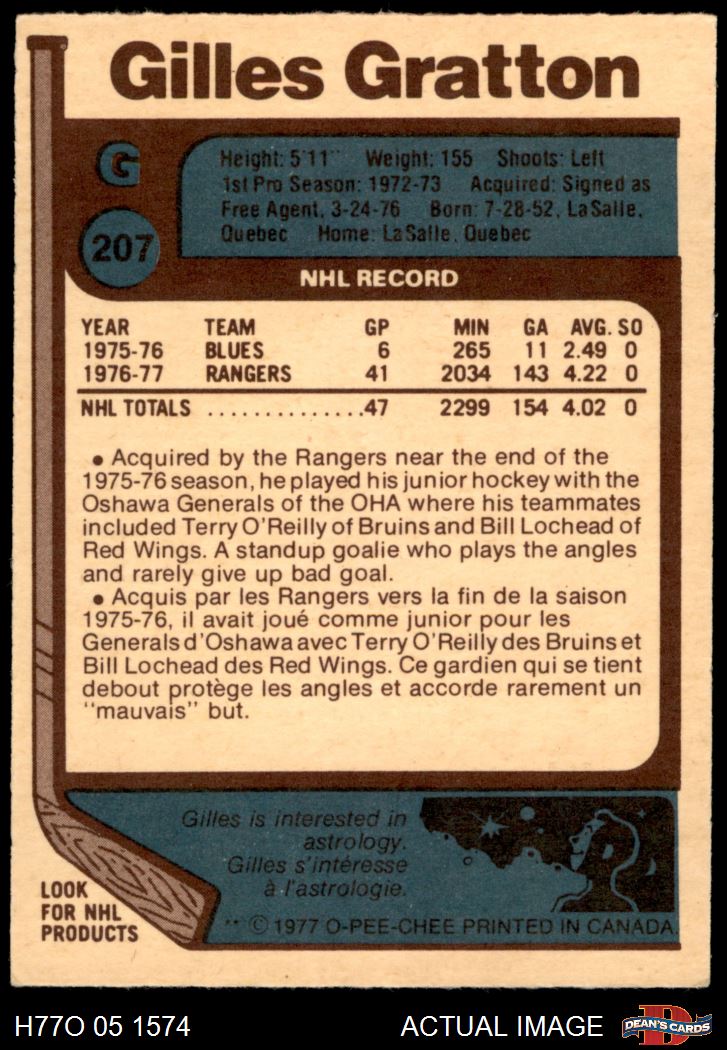 Gilles Gratton
G
207
Height: 5'11" Weight: 155 Shoots: Left
1st Pro Season: 1972-73 Acquired: Signed as
Free Agent, 3-24-76 Born: 7-28-52, LaSalle,
Quebec Home: LaSalle, Quebec
NHL RECORD
YEAR TEAM GP MIN GA AVG. SO
1975-76 BLUES 6 265 11 2.49 0
1976-77 RANGERS 41 2034 143 4.22 0
NHL TOTALS ..............47 2299 154 4.02 0
• Acquired by the Rangers near the end of the
1975-76 season, he played his junior hockey with the
Oshawa Generals of the OHA where his teammates
included Terry O'Reilly of Bruins and Bill Lochead of
Red Wings. A standup goalie who plays the angles
and rarely give up bad goal.
• Acquis par les Rangers vers la fin de la saison
1975-76, il avait joué comme junior pour les
Generals d'Oshawa avec Terry O'Reilly des Bruins et
Bill Lochead des Red Wings. Ce gardien qui se tient
debout protège les angles et accorde rarement un
"mauvais" but.
Gilles is interested in
astrology.
Gilles s'intéresse
à l'astrologie.
LOOK
FOR NHL
PRODUCTS
** © 1977 O-PEE-CHEE PRINTED IN CANADA.
H77O 05 1574 ACTUAL IMAGE
D
DEAN'S CARDS